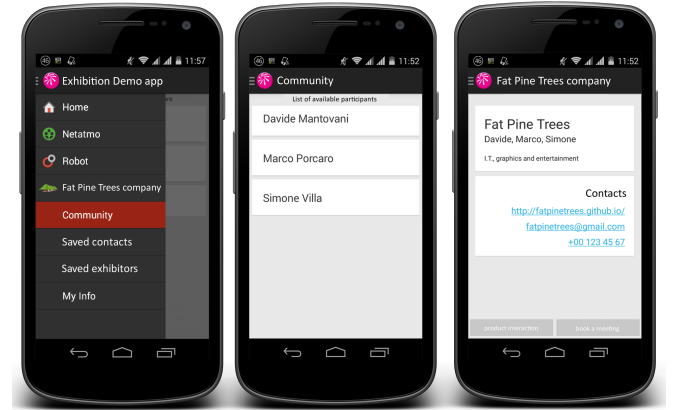 46
11:57
Exhibition Demo app
Home
Netatmo
Robot
Fat Pine Trees company
Community
Saved contacts
Saved exhibitors
My Info
46
11:52
Community
List of available participants
Davide Mantovani
Marco Porcaro
Simone Villa
46
11:52
Fat Pine Trees company
Fat Pine Trees
Davide, Marco, Simone
I.T., graphics and entertainment
Contacts
http://fatpinetrees.github.io/
fatpinetrees@gmail.com
+00 123 45 67
product interaction
book a meeting